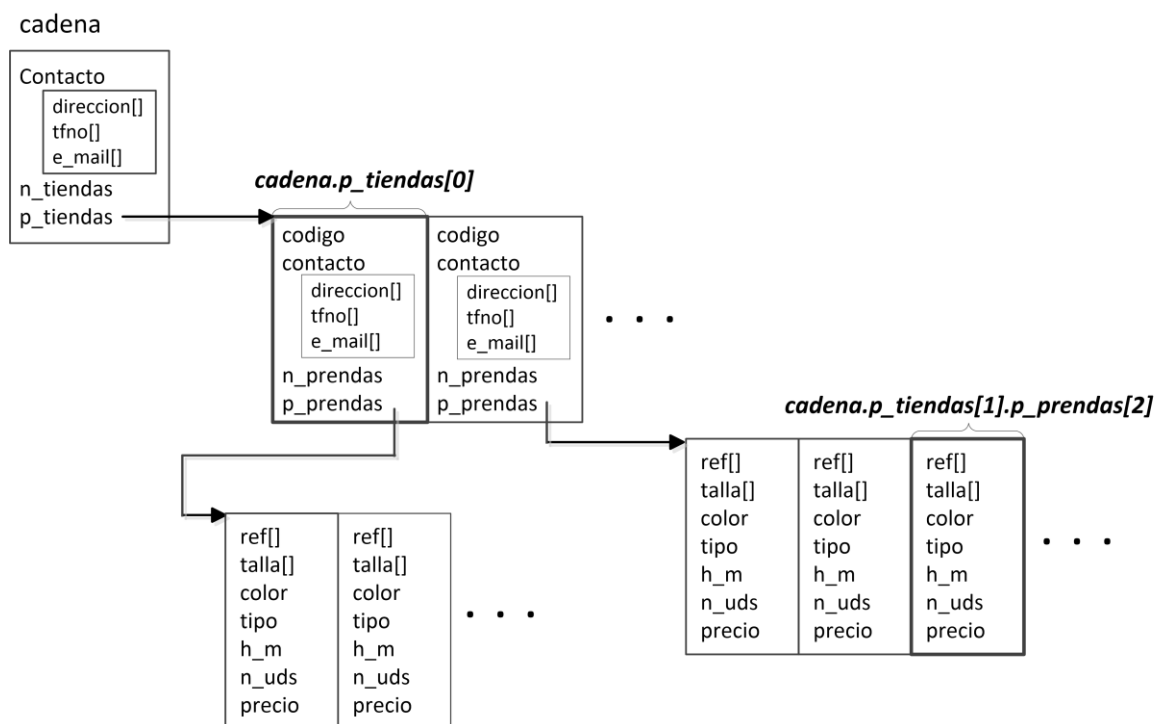 cadena
Contacto
direccion[]
tfno[]
e_mail[]
n_tiendas
p_tiendas
cadena.p_tiendas[0]
codigo
contacto
direccion[]
tfno[]
e_mail[]
n_prendas
p_prendas
codigo
contacto
direccion[]
tfno[]
e_mail[]
n_prendas
p_prendas
. . .
cadena.p_tiendas[1].p_prendas[2]
ref[]
talla[]
color
tipo
h_m
n_uds
precio
ref[]
talla[]
color
tipo
h_m
n_uds
precio
. . .
ref[]
talla[]
color
tipo
h_m
n_uds
precio
ref[]
talla[]
color
tipo
h_m
n_uds
precio
ref[]
talla[]
color
tipo
h_m
n_uds
precio
. . .